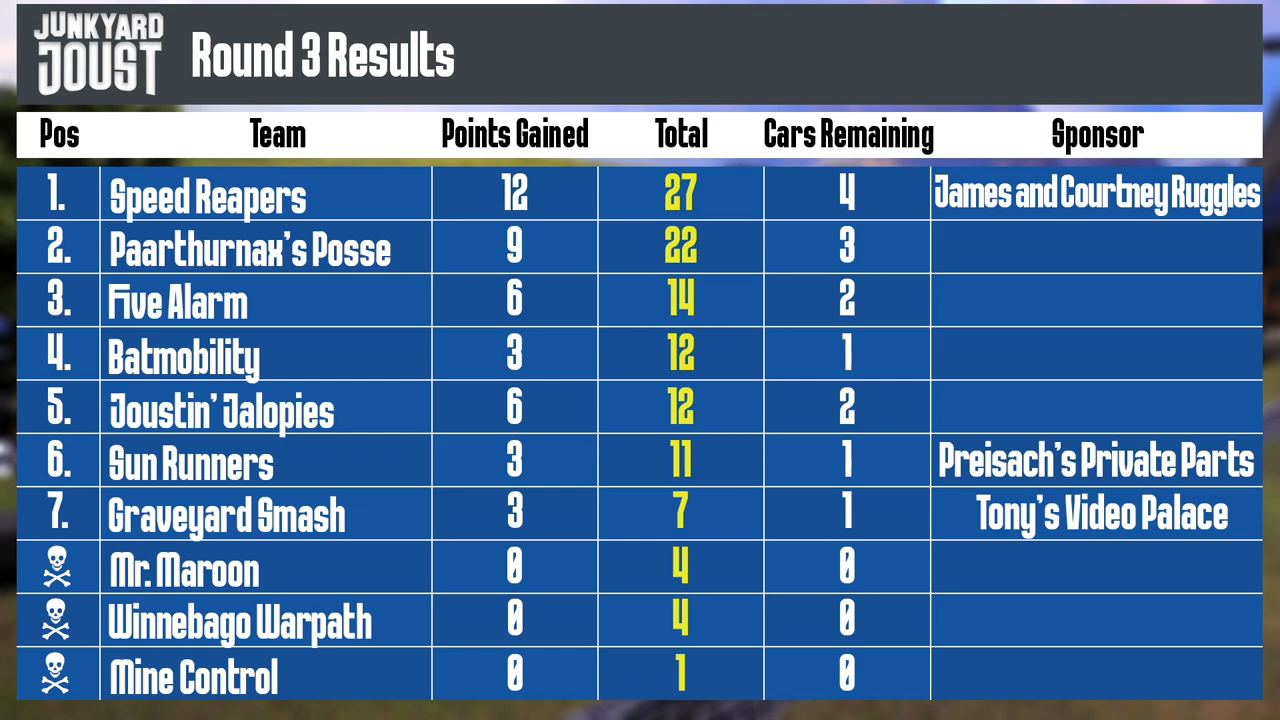 JUNKYARD
JOUST
Round 3 Results
Pos Team Points Gained Total Cars Remaining Sponsor
1. Speed Reapers 12 27 4 James and Courtney Ruggles
2. Paarthurnax's Posse 9 22 3
3. Five Alarm 6 14 2
4. Batmobility 3 12 1
5. Joustin' Jalopies 6 12 2
6. Sun Runners 3 11 1 Preisach's Private Parts
7. Graveyard Smash 3 7 1 Tony's Video Palace
Mr. Maroon 0 4 0
Winnebago Warpath 0 4 0
Mine Control 0 1 0